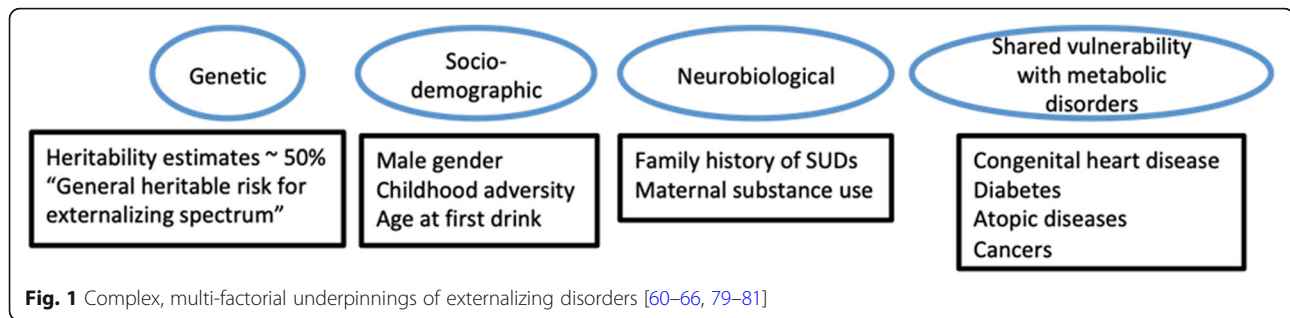 Genetic
Socio-
demographic
Neurobiological
Shared vulnerability
with metabolic
disorders
Heritability estimates ~ 50%
“General heritable risk for
externalizing spectrum”
Male gender
Childhood adversity
Age at first drink
Family history of SUDs
Maternal substance use
Congenital heart disease
Diabetes
Atopic diseases
Cancers
Fig. 1 Complex, multi-factorial underpinnings of externalizing disorders [60–66, 79–81]